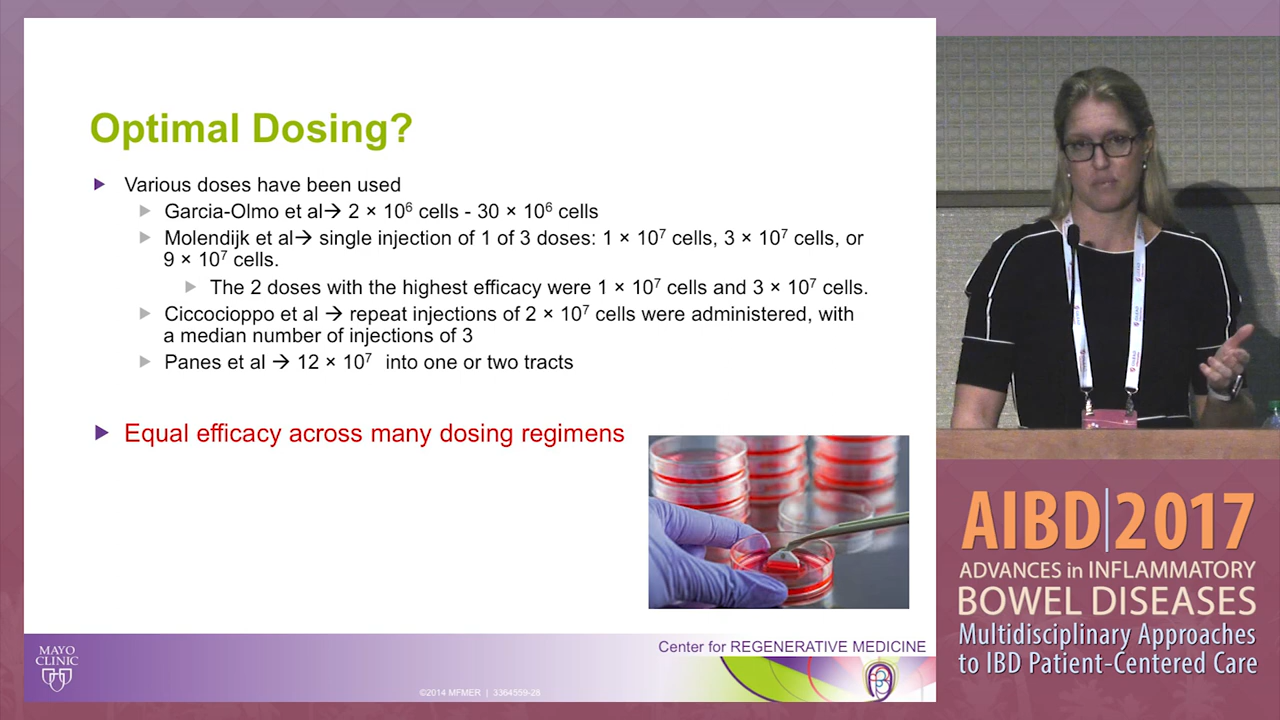 Optimal Dosing?
Various doses have been used
Garcia-Olmo et al→ 2 × 10⁶ cells - 30 × 10⁶ cells
Molendijk et al→ single injection of 1 of 3 doses: 1 × 10⁷ cells, 3 × 10⁷ cells, or
9 × 10⁷ cells.
The 2 doses with the highest efficacy were 1 × 10⁷ cells and 3 × 10⁷ cells.
Ciccocioppo et al → repeat injections of 2 × 10⁷ cells were administered, with
a median number of injections of 3
Panes et al → 12 × 10⁷ into one or two tracts
Equal efficacy across many dosing regimens
MAYO
CLINIC
Center for REGENERATIVE MEDICINE
©2014 MFMER | 3364559-28
AIBD|2017
ADVANCES in INFLAMMATORY
BOWEL DISEASES
Multidisciplinary Approaches
to IBD Patient-Centered Care